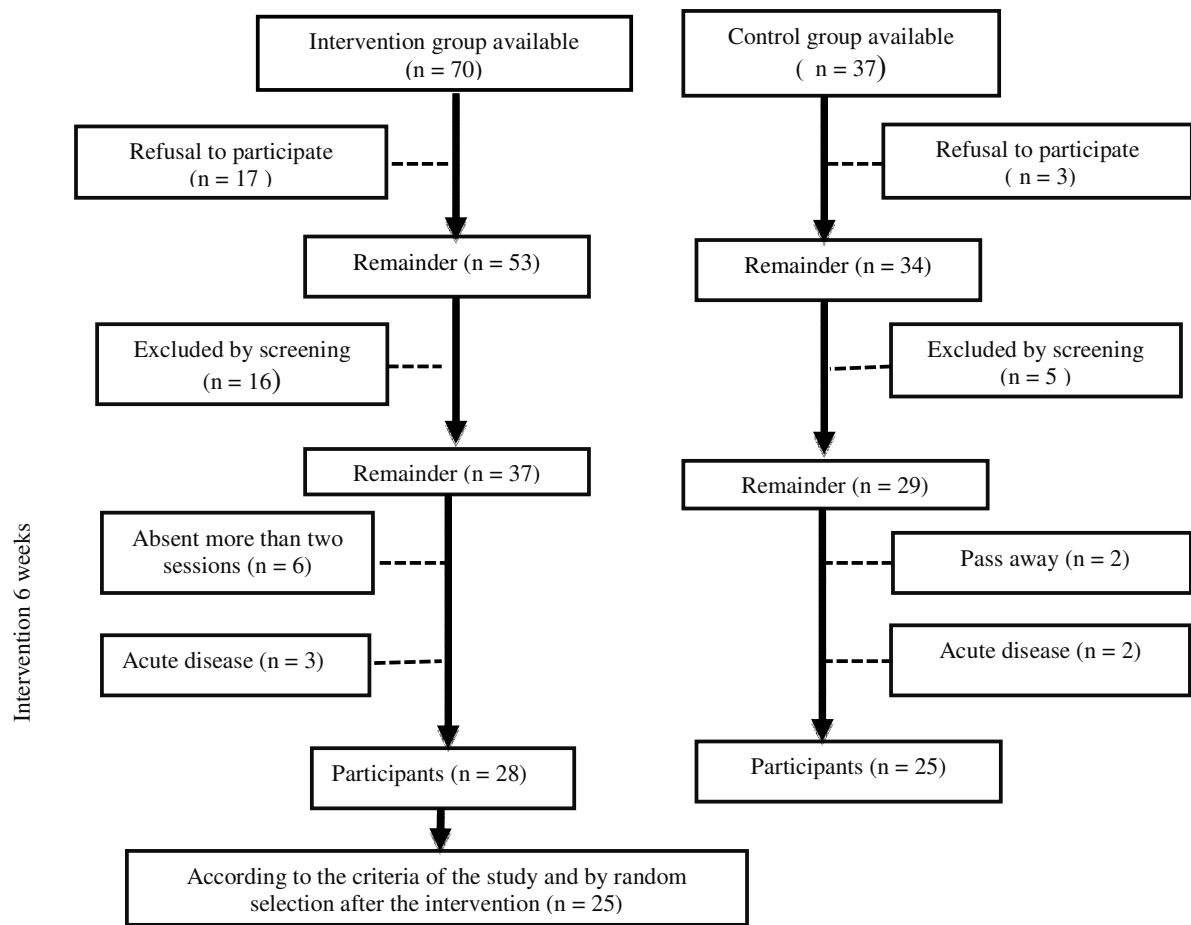 Intervention group available
(n = 70)
Control group available
( n = 37)
Refusal to participate
(n = 17 )
Refusal to participate
( n = 3)
Remainder (n = 53)
Remainder (n = 34)
Excluded by screening
(n = 16)
Excluded by screening
(n = 5 )
Remainder (n = 37)
Remainder (n = 29)
Intervention 6 weeks
Absent more than two
sessions (n = 6)
Pass away (n = 2)
Acute disease (n = 3)
Acute disease (n = 2)
Participants (n = 28)
Participants (n = 25)
According to the criteria of the study and by random
selection after the intervention (n = 25)